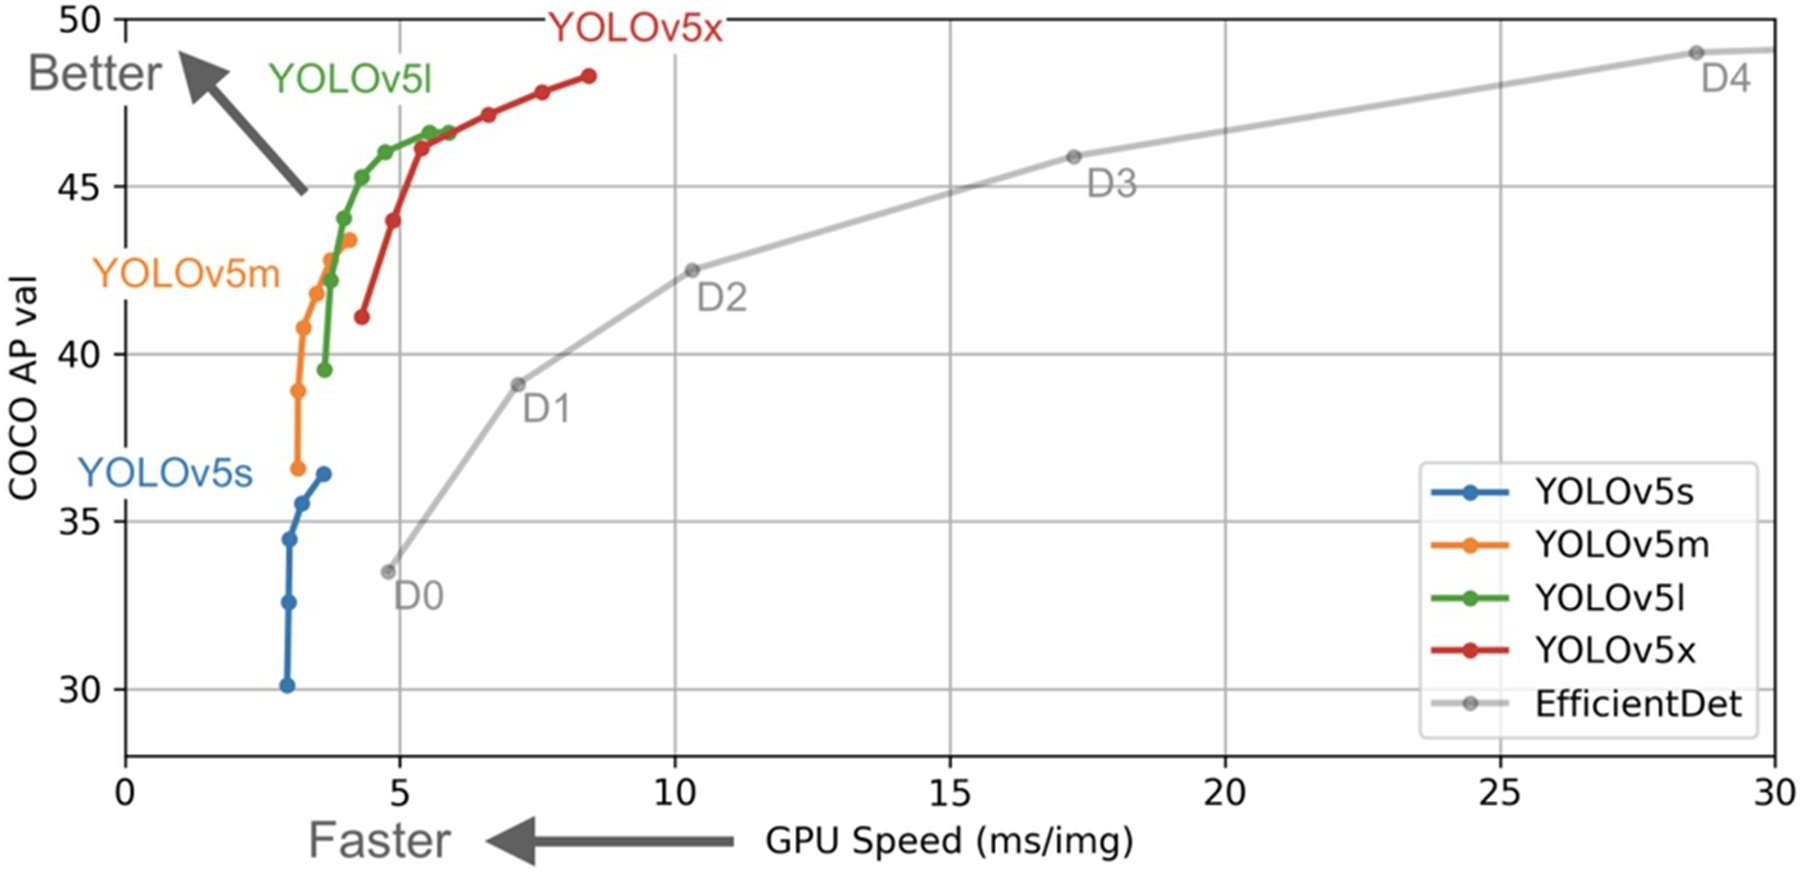 50
YOLOv5x
Better
YOLOv5l
D4
45
D3
YOLOv5m
D2
COCO AP val
40
D1
YOLOv5s
35
D0
30
YOLOv5s
YOLOv5m
YOLOv5l
YOLOv5x
EfficientDet
0 5 10 15 20 25 30
Faster GPU Speed (ms/img)